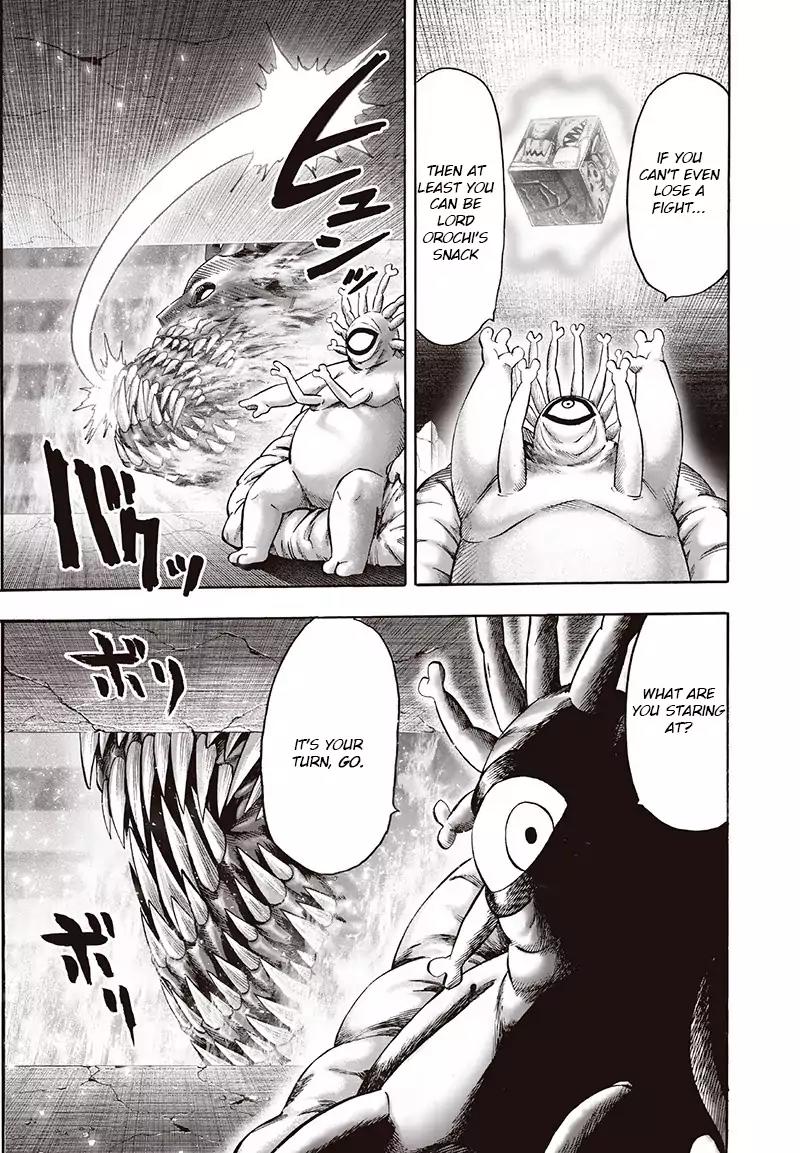 IF YOU
CAN'T EVEN
LOSE A
FIGHT...
THEN AT
LEAST YOU
CAN BE
LORD
OROCHI'S
SNACK
ヒュンッ
バクッ
WHAT ARE
YOU STARING
AT?
IT'S YOUR
TURN, GO.
ボリ
ボリ